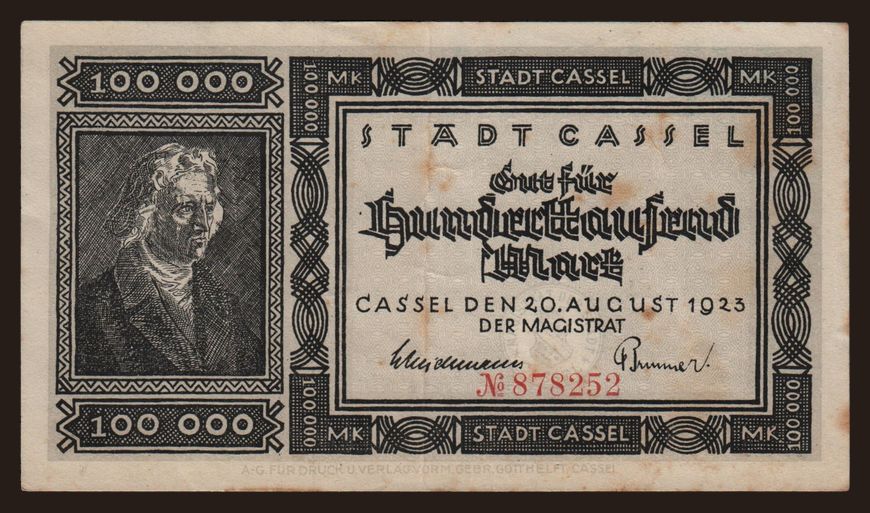 100 000
100 000
100 000
MK
STADT CASSEL
MK
100 000
STADT CASSEL
Gut für
Hunderttausend
Mark
CASSEL DEN 20. AUGUST 1923
DER MAGISTRAT
Scheidemann
Brunner.
№ 878252
100 000
MK
STADT CASSEL
MK
100 000
A-G. FÜR DRUCK U. VERLAG VORM. GEBR. GOTTHELFT, CASSEL